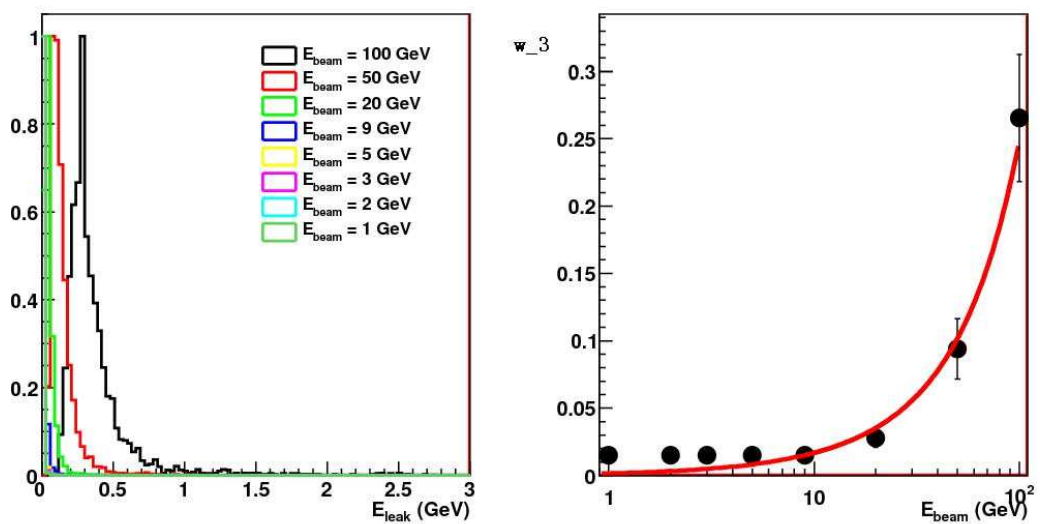 1
0.8
0.6
0.4
0.2
0
E_beam = 100 GeV
E_beam = 50 GeV
E_beam = 20 GeV
E_beam = 9 GeV
E_beam = 5 GeV
E_beam = 3 GeV
E_beam = 2 GeV
E_beam = 1 GeV
0 0.5 1 1.5 2 2.5 3
E_leak (GeV)
w_3
0.3
0.25
0.2
0.15
0.1
0.05
0
1 10 10^2
E_beam (GeV)